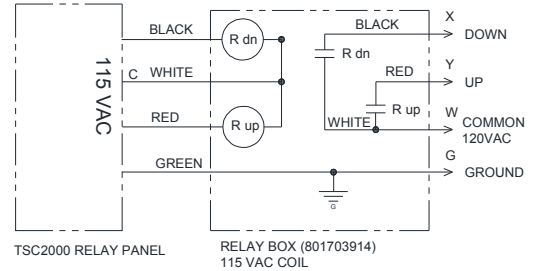 BLACK
R dn
X
DOWN
R dn
Y
RED
UP
115 VAC
C WHITE
RED
R up
R up
WHITE
W
COMMON
120VAC
GREEN
G
GROUND
G
TSC2000 RELAY PANEL
RELAY BOX (801703914)
115 VAC COIL
BLACK